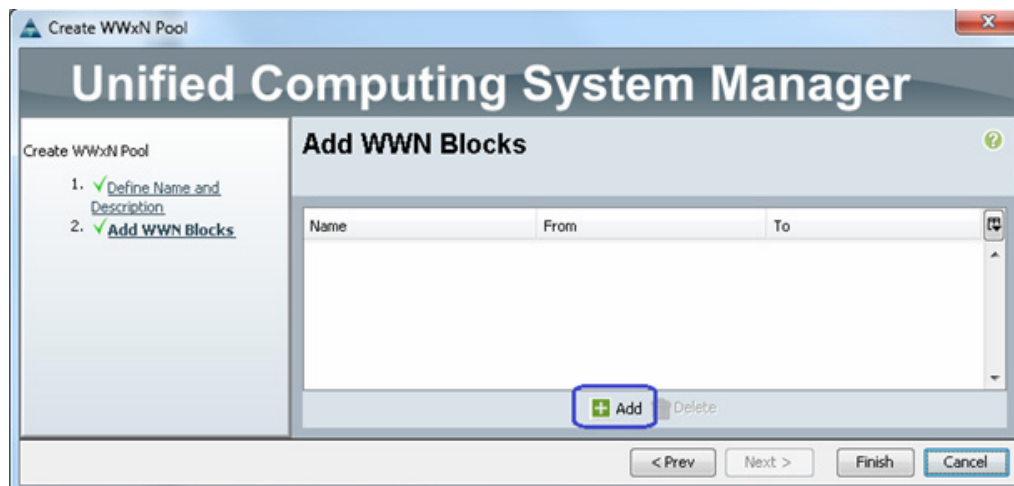 Create WWxN Pool
Unified Computing System Manager
Create WWxN Pool
1. Define Name and
Description
2. Add WWN Blocks
Add WWN Blocks
Name From To
Add Delete
< Prev Next > Finish Cancel